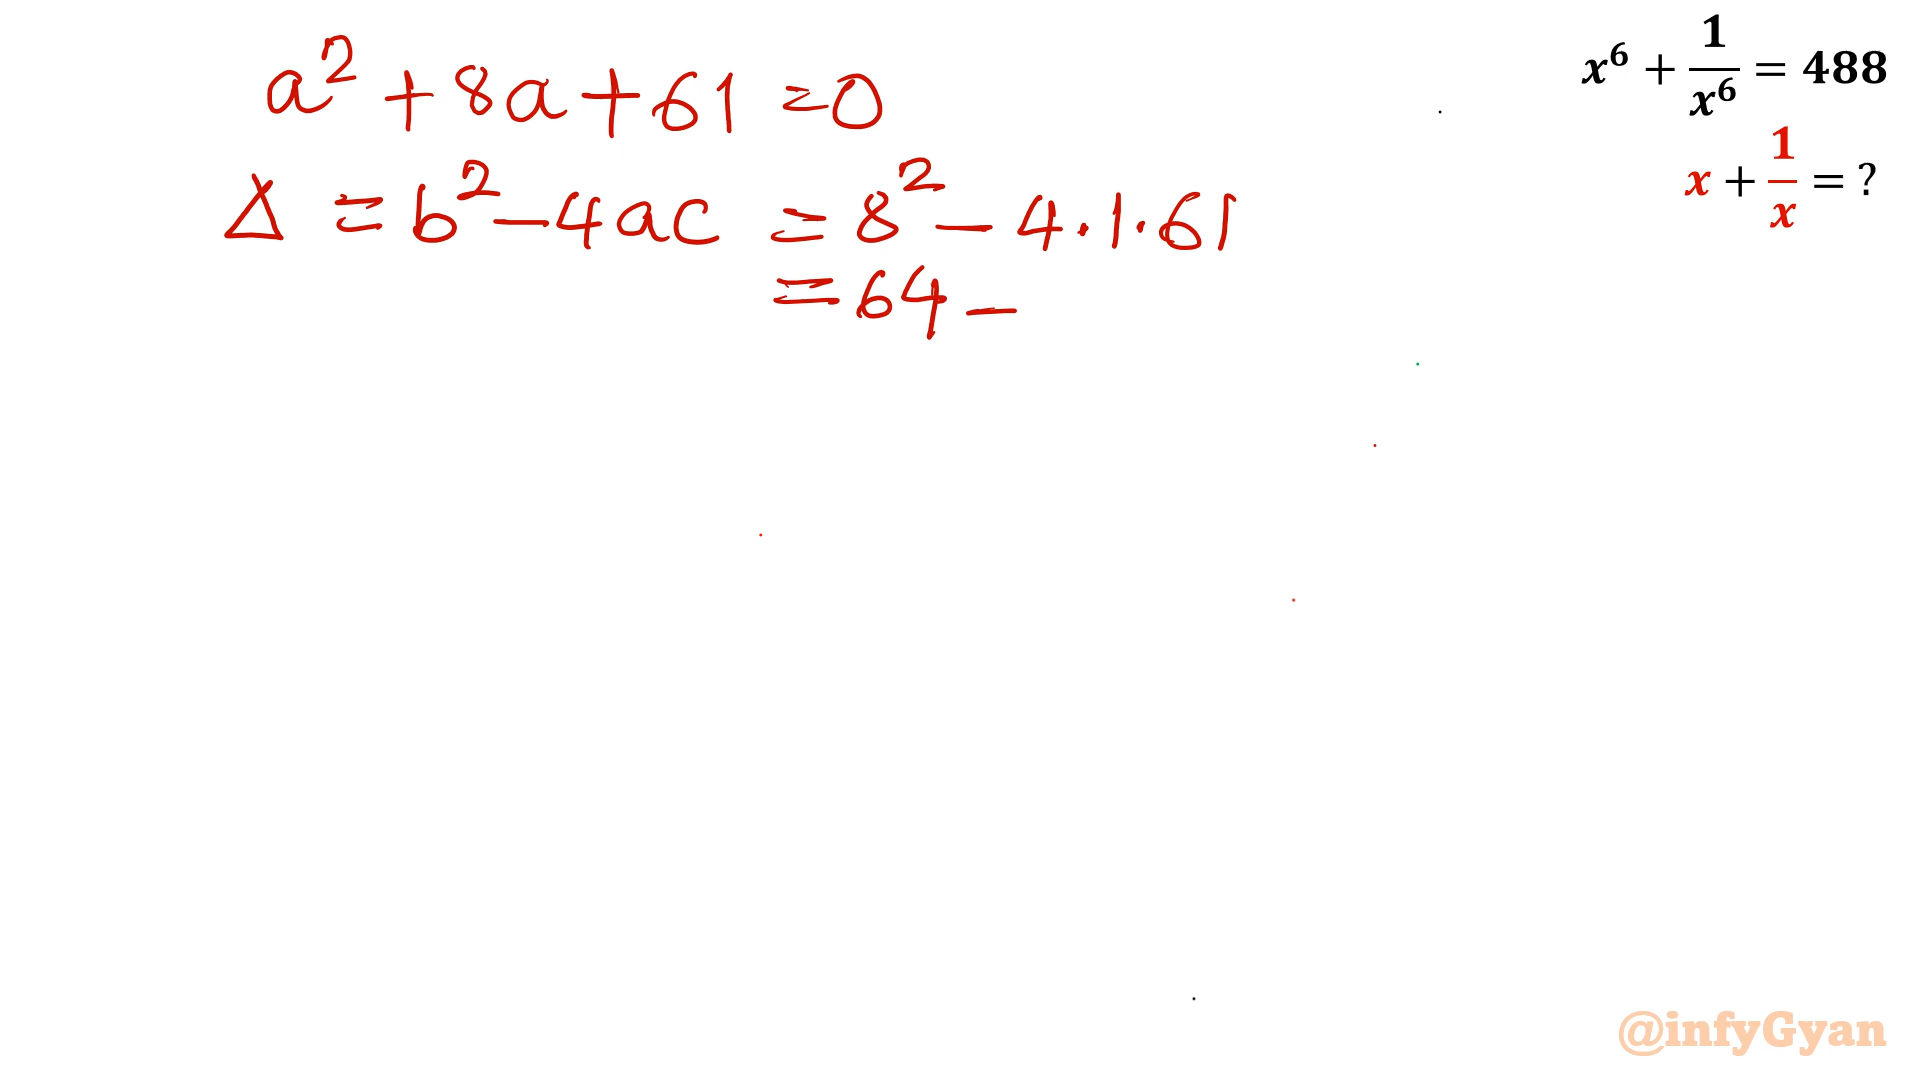 a² + 8a + 61 = 0
Δ = b² - 4ac = 8² - 4·1·61
= 64 -
x⁶ + 1/x⁶ = 488
x + 1/x = ?
@infyGyan